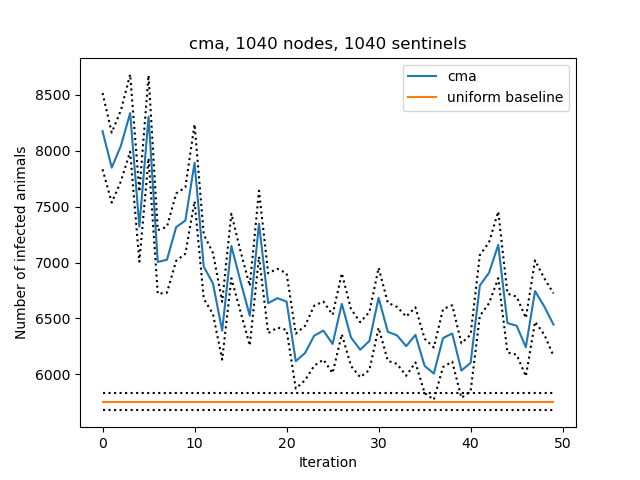 cma, 1040 nodes, 1040 sentinels
cma
uniform baseline
Number of infected animals
8500
8000
7500
7000
6500
6000
0 10 20 30 40 50
Iteration